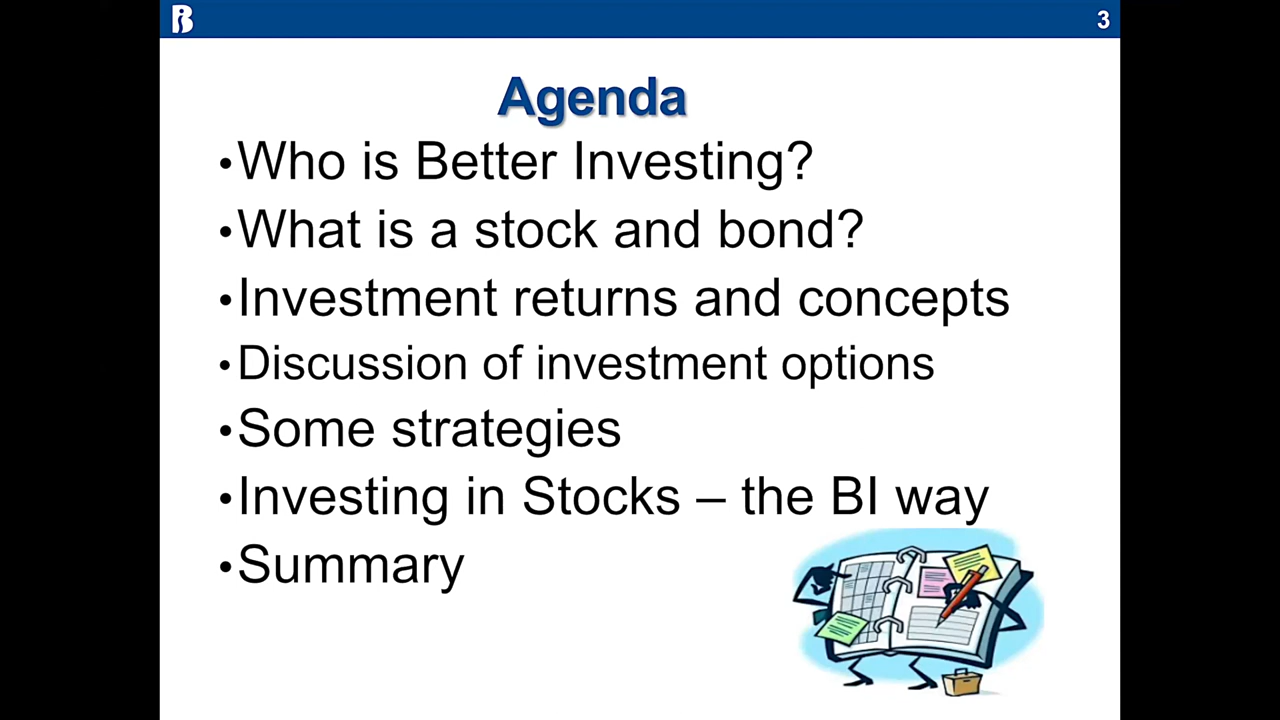 3
Agenda
•Who is Better Investing?
•What is a stock and bond?
•Investment returns and concepts
•Discussion of investment options
•Some strategies
•Investing in Stocks – the BI way
•Summary